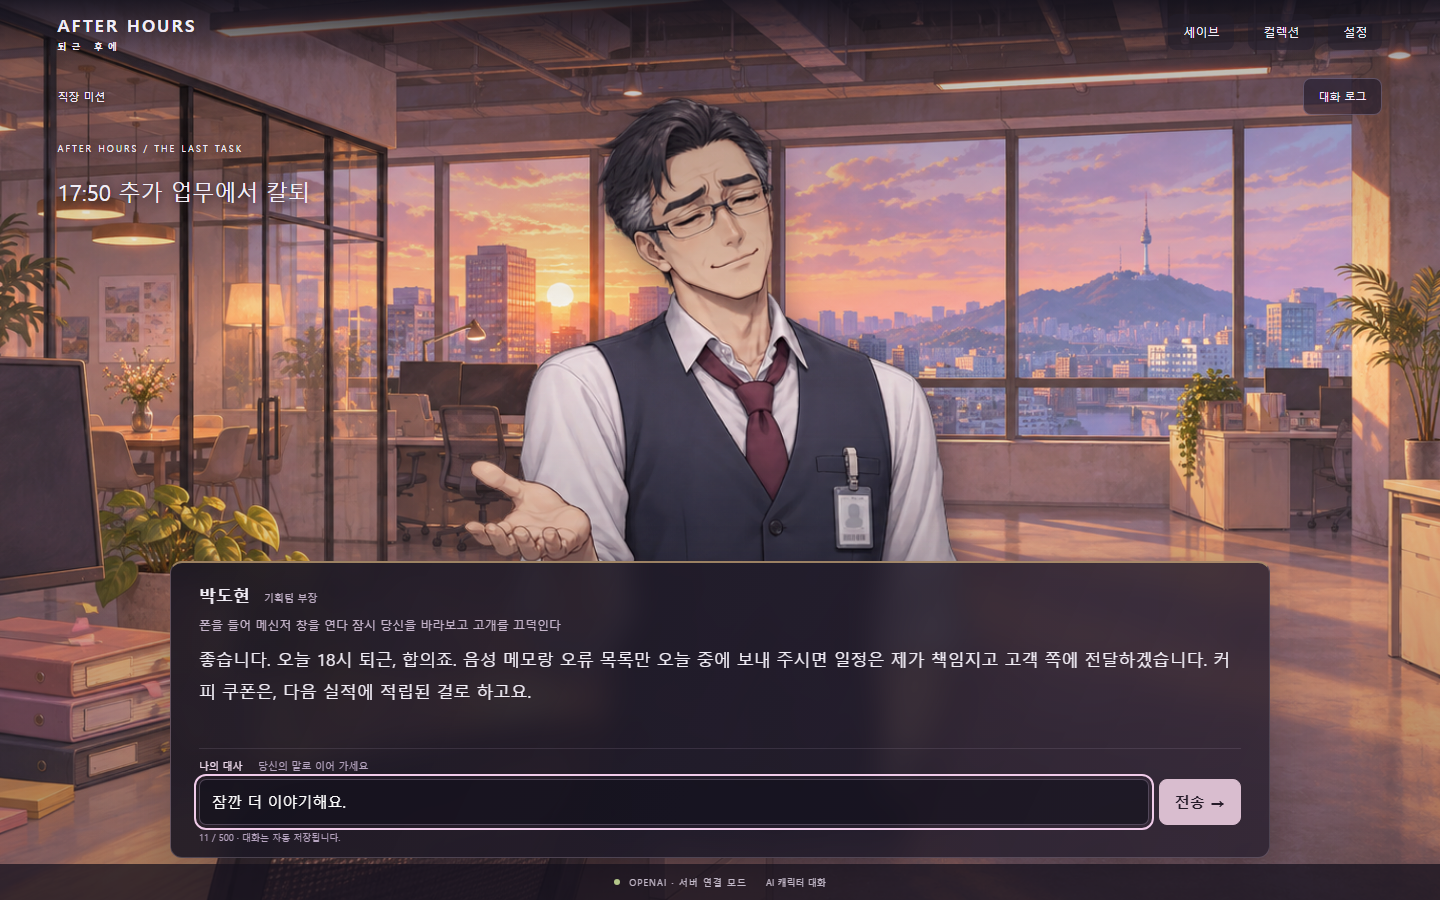 AFTER HOURS
퇴근 후에
세이브 컬렉션 설정
직장 미션
대화 로그
AFTER HOURS / THE LAST TASK
17:50 추가 업무에서 칼퇴
박도현 기획팀 부장
폰을 들어 메신저 창을 연다 잠시 당신을 바라보고 고개를 끄덕인다
좋습니다. 오늘 18시 퇴근, 합의죠. 음성 메모랑 오류 목록만 오늘 중에 보내 주시면 일정은 제가 책임지고 고객 쪽에 전달하겠습니다. 커
피 쿠폰은, 다음 실적에 적립된 걸로 하고요.
나의 대사 당신의 말로 이어 가세요
잠깐 더 이야기해요.
전송 →
11 / 500 · 대화는 자동 저장됩니다.
OPENAI · 서버 연결 모드 AI 캐릭터 대화